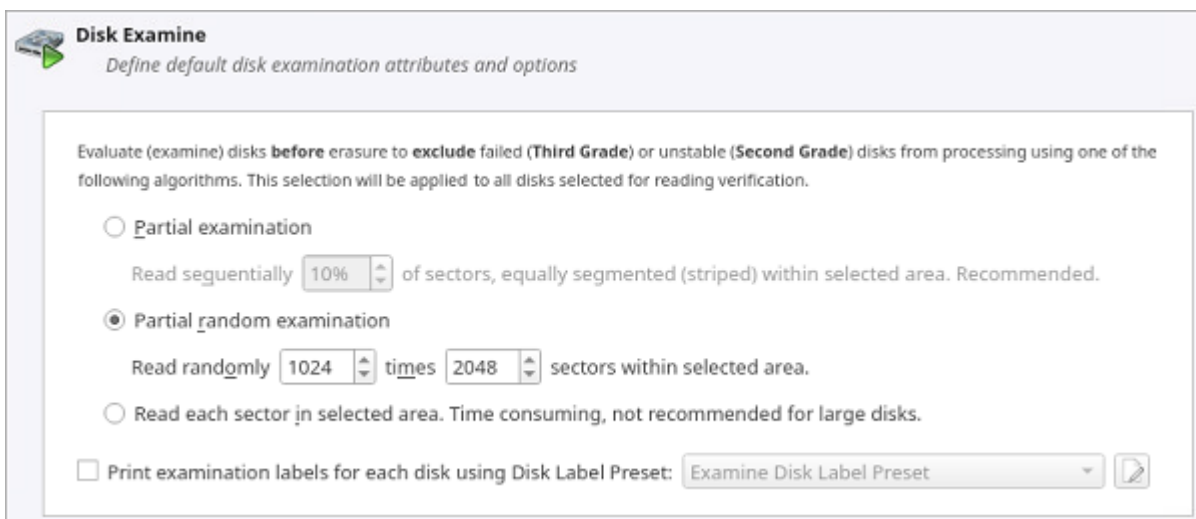 Disk Examine
Define default disk examination attributes and options
Evaluate (examine) disks before erasure to exclude failed (Third Grade) or unstable (Second Grade) disks from processing using one of the
following algorithms. This selection will be applied to all disks selected for reading verification.
Partial examination
Read sequentially 10% of sectors, equally segmented (striped) within selected area. Recommended.
Partial random examination
Read randomly 1024 times 2048 sectors within selected area.
Read each sector in selected area. Time consuming, not recommended for large disks.
Print examination labels for each disk using Disk Label Preset: Examine Disk Label Preset